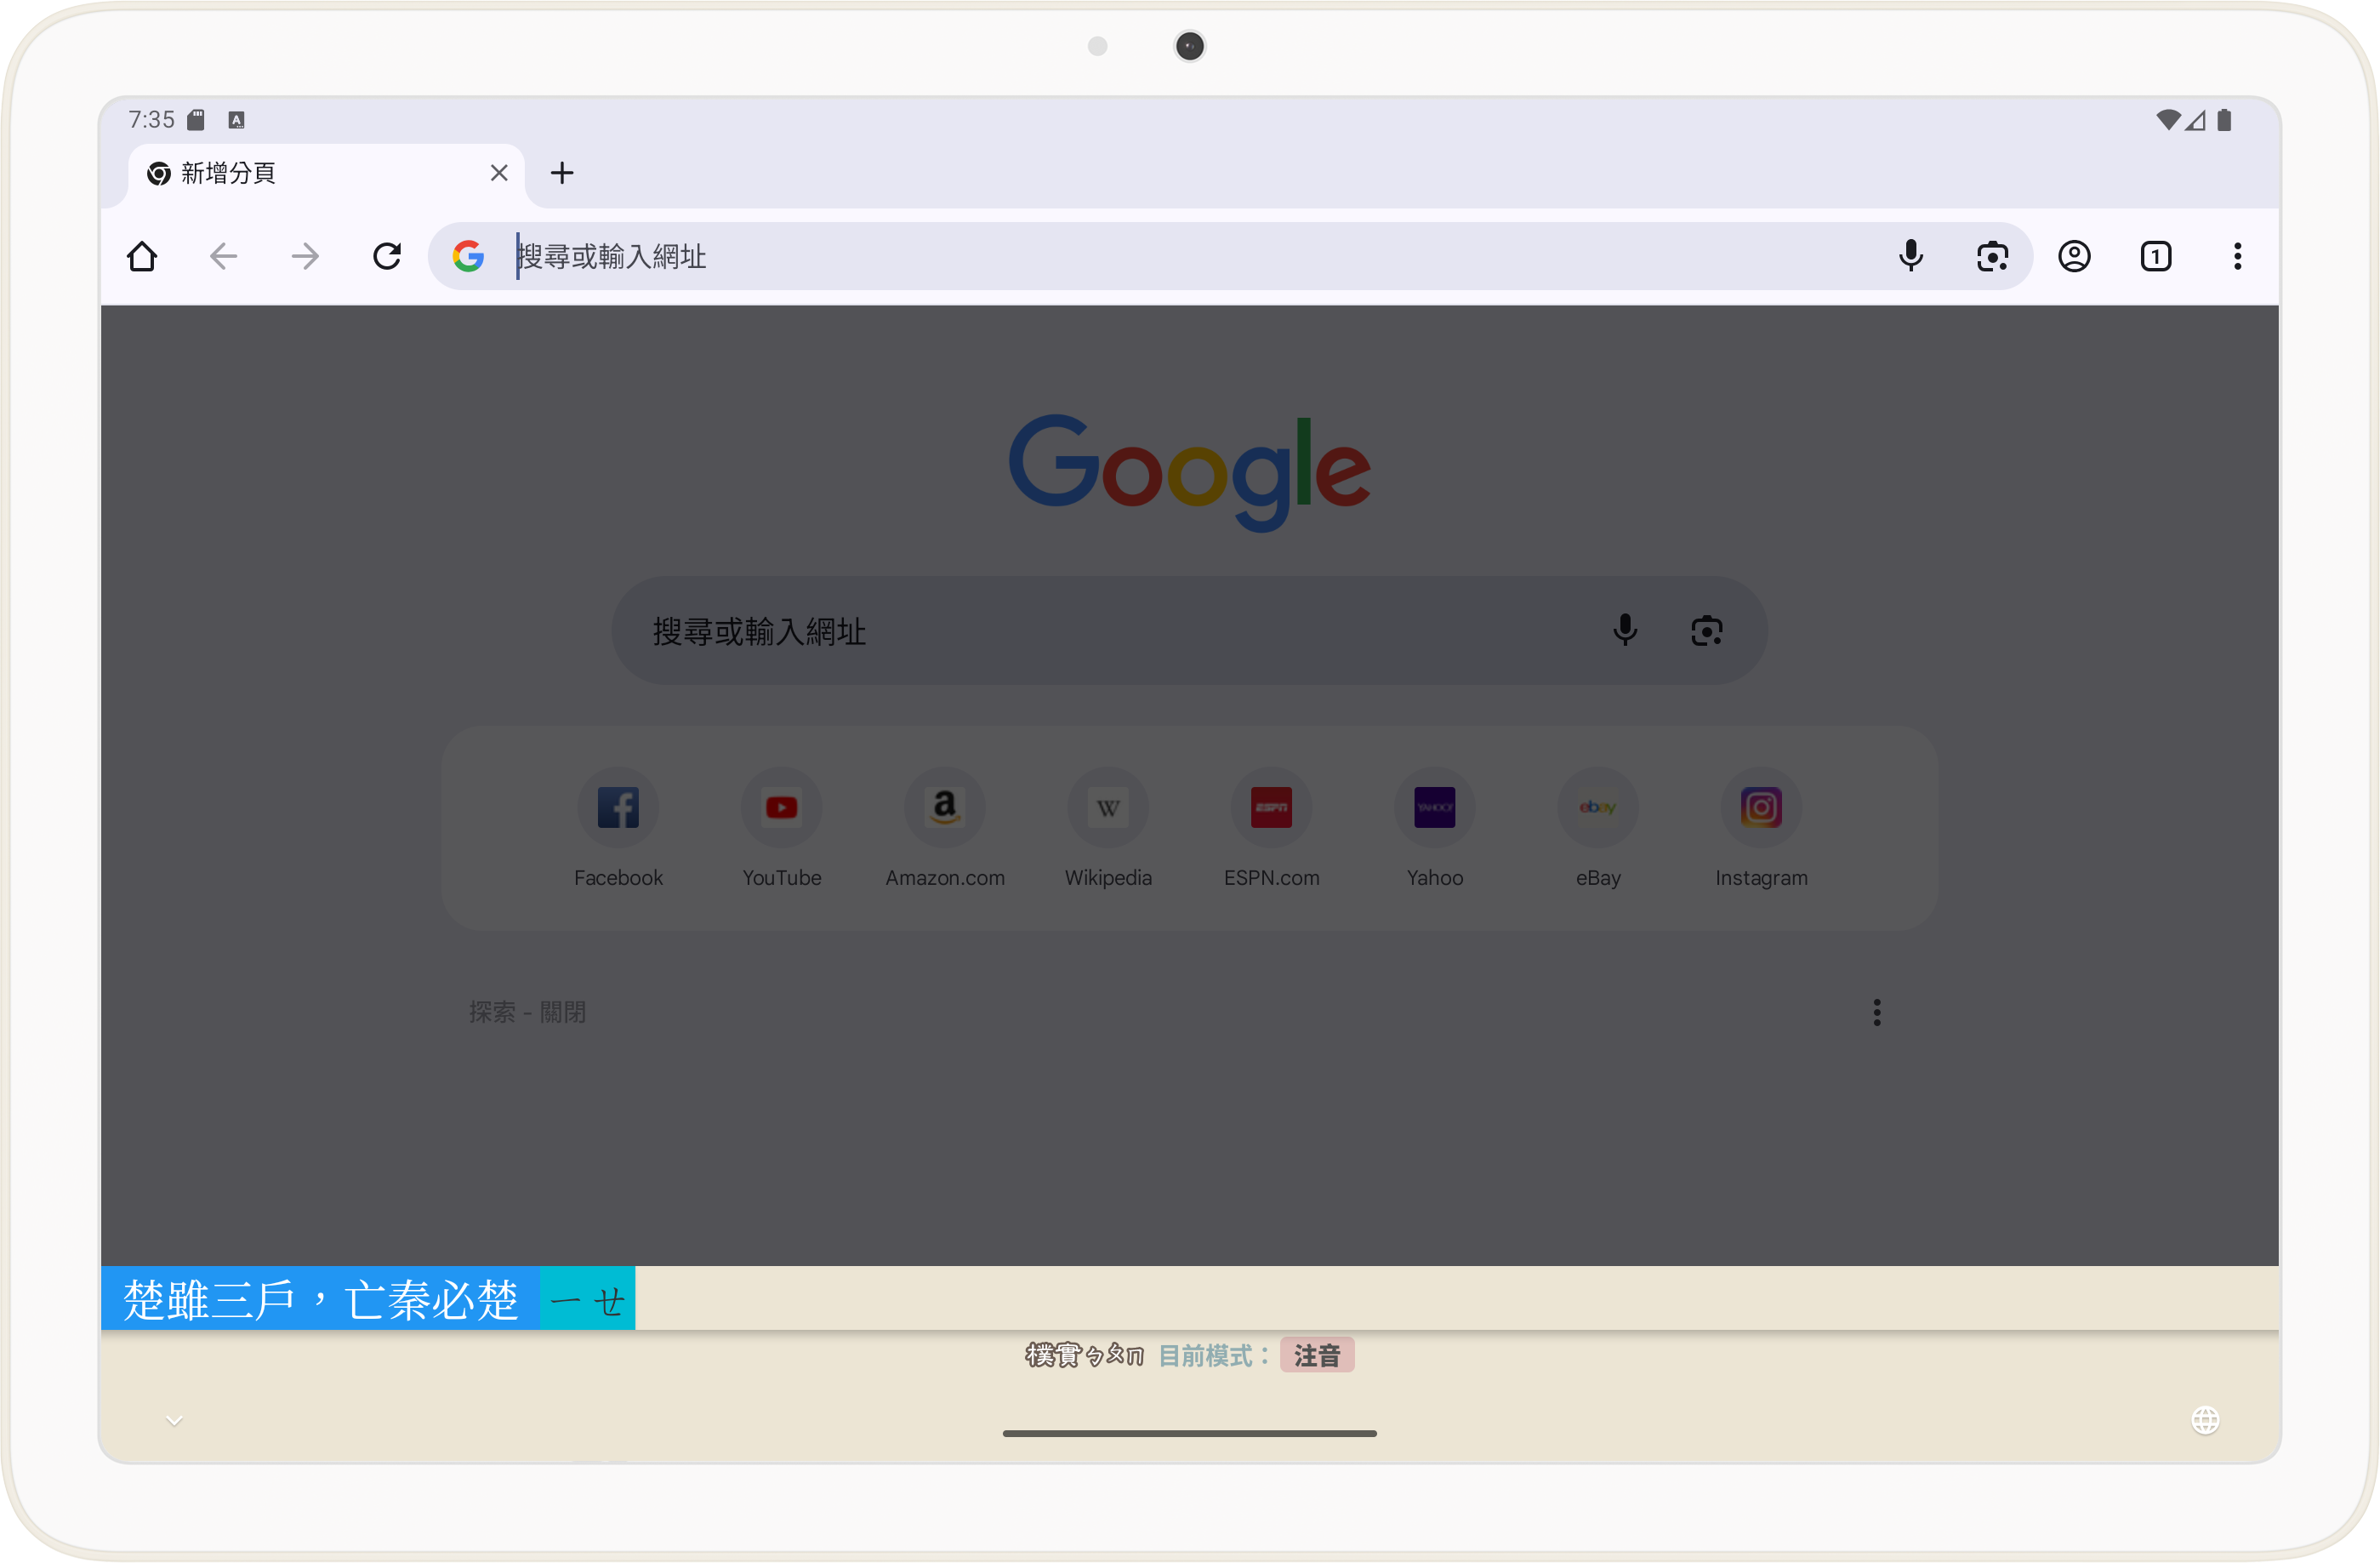 7:35
新增分頁
搜尋或輸入網址
1
Google
搜尋或輸入網址
Facebook YouTube Amazon.com Wikipedia ESPN.com Yahoo eBay Instagram
探索 - 關閉
楚雖三戶，亡秦必楚 ㄧㄝ
樸實ㄅㄆㄇ 目前模式： 注音